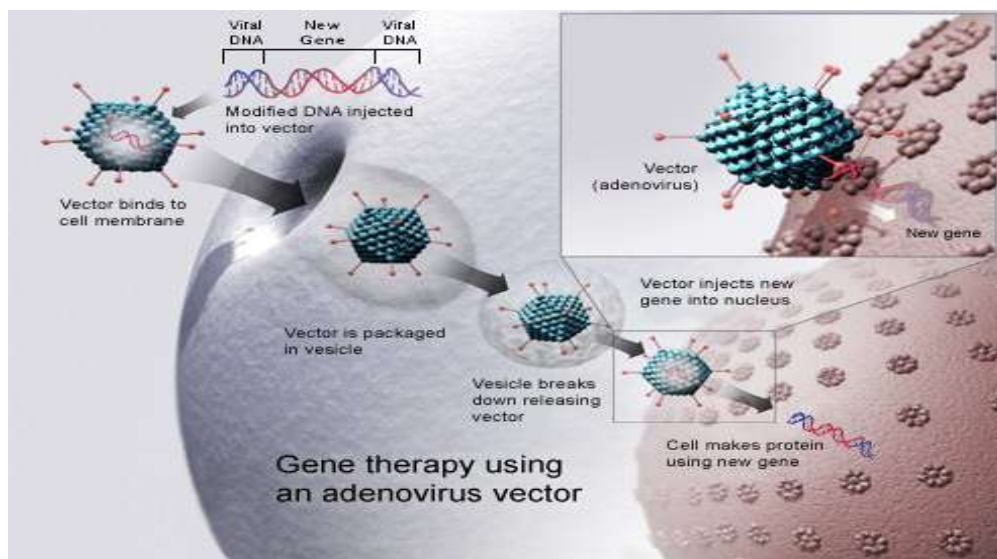 Viral
DNA
New
Gene
Viral
DNA
Modified DNA injected
into vector
Vector binds to
cell membrane
Vector is packaged
in vesicle
Vesicle breaks
down releasing
vector
Vector injects new
gene into nucleus
Cell makes protein
using new gene
Vector
(adenovirus)
New gene
Gene therapy using
an adenovirus vector